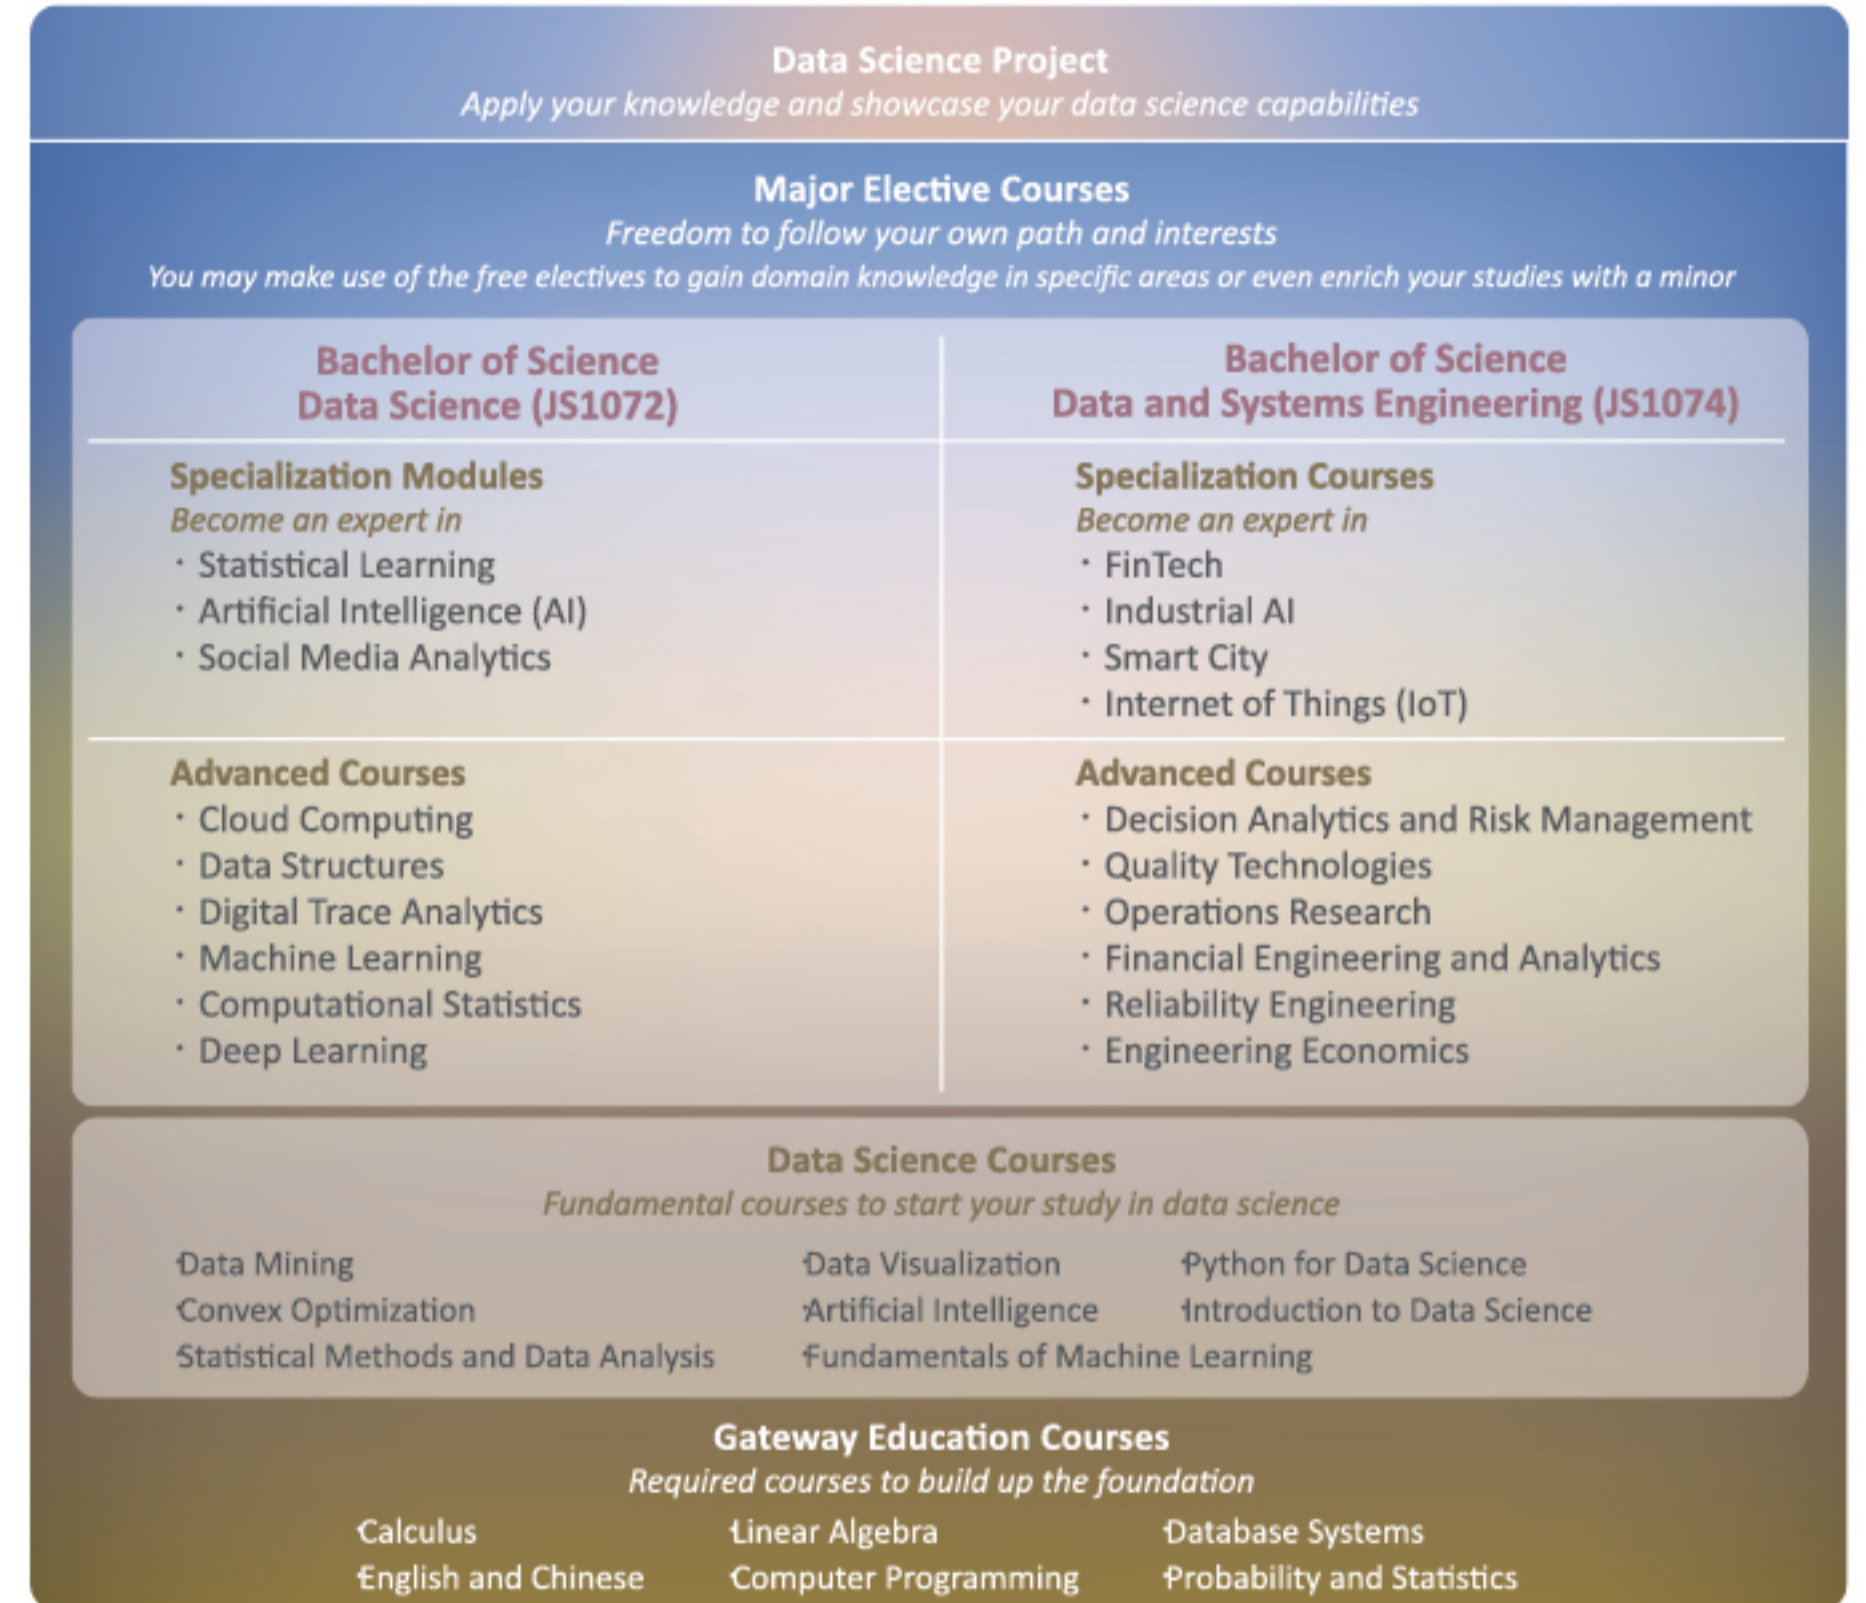 Data Science Project
Apply your knowledge and showcase your data science capabilities
Major Elective Courses
Freedom to follow your own path and interests
You may make use of the free electives to gain domain knowledge in specific areas or even enrich your studies with a minor
Bachelor of Science
Data Science (JS1072)
Specialization Modules
Become an expert in
· Statistical Learning
· Artificial Intelligence (AI)
· Social Media Analytics
Advanced Courses
· Cloud Computing
· Data Structures
· Digital Trace Analytics
· Machine Learning
· Computational Statistics
· Deep Learning
Bachelor of Science
Data and Systems Engineering (JS1074)
Specialization Courses
Become an expert in
· FinTech
· Industrial AI
· Smart City
· Internet of Things (IoT)
Advanced Courses
· Decision Analytics and Risk Management
· Quality Technologies
· Operations Research
· Financial Engineering and Analytics
· Reliability Engineering
· Engineering Economics
Data Science Courses
Fundamental courses to start your study in data science
·Data Mining ·Data Visualization ·Python for Data Science
·Convex Optimization ·Artificial Intelligence ·Introduction to Data Science
·Statistical Methods and Data Analysis ·Fundamentals of Machine Learning
Gateway Education Courses
Required courses to build up the foundation
·Calculus ·Linear Algebra ·Database Systems
·English and Chinese ·Computer Programming ·Probability and Statistics